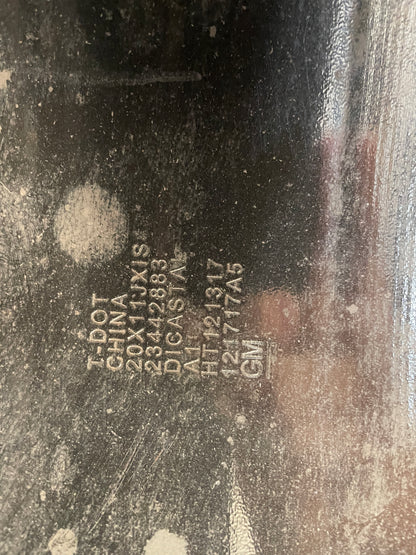 T-DOT
CHINA
20X11JXIS
23442883
DICASTAL
A1
HT121317
121717A5
GM